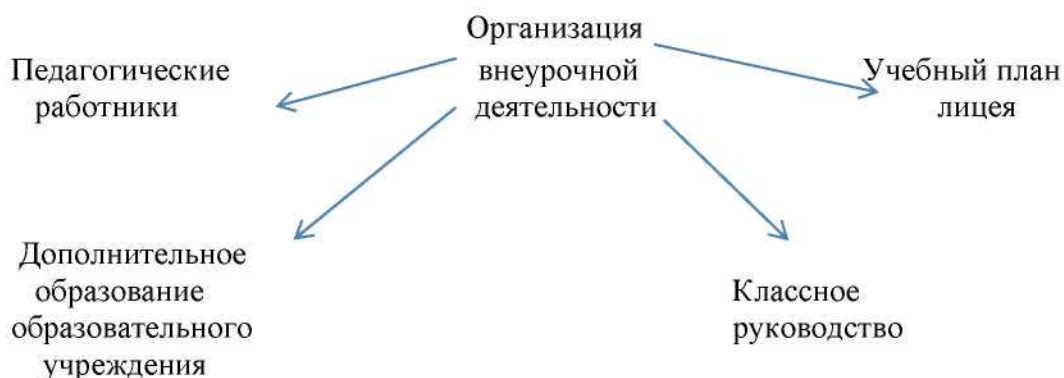 Организация
внеурочной
деятельности
Педагогические
работники
Учебный план
лицея
Дополнительное
образование
образовательного
учреждения
Классное
руководство